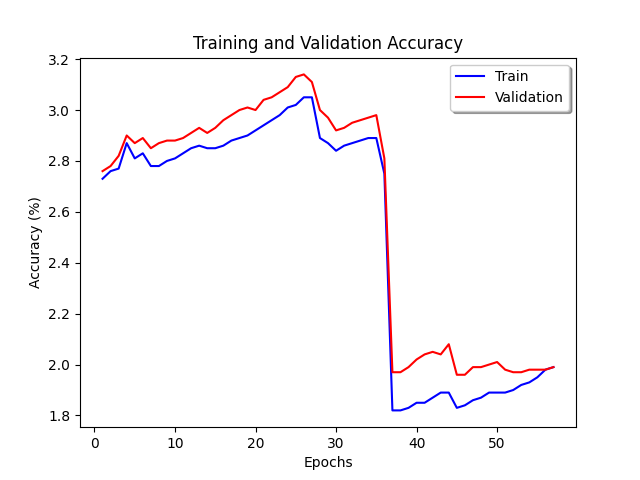 Training and Validation Accuracy
Train
Validation
3.2
3.0
2.8
2.6
2.4
2.2
2.0
1.8
Accuracy (%)
0 10 20 30 40 50
Epochs